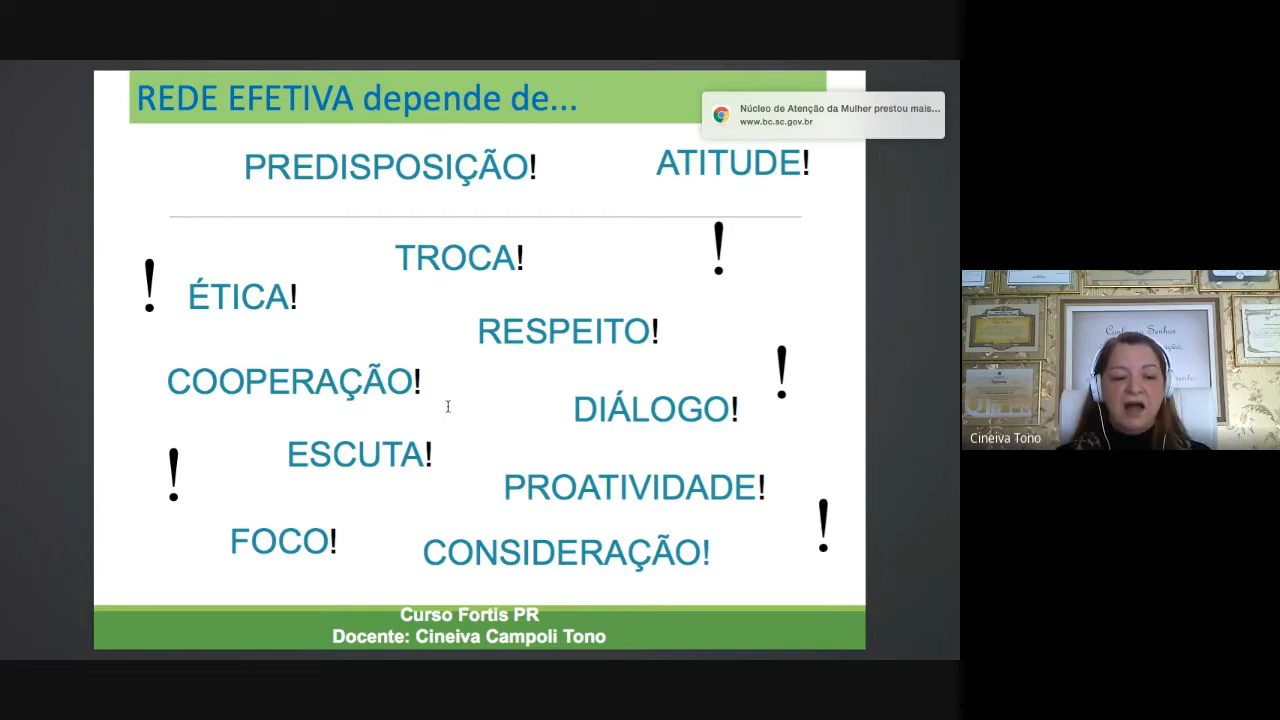 REDE EFETIVA depende de...
Núcleo de Atenção da Mulher prestou mais...
www.bc.sc.gov.br
PREDISPOSIÇÃO!
ATITUDE!
TROCA!
!
!
ÉTICA!
RESPEITO!
COOPERAÇÃO!
!
DIÁLOGO!
ESCUTA!
!
PROATIVIDADE!
FOCO!
CONSIDERAÇÃO!
!
Curso Fortis PR
Docente: Cineiva Campoli Tono
Cineiva Tono